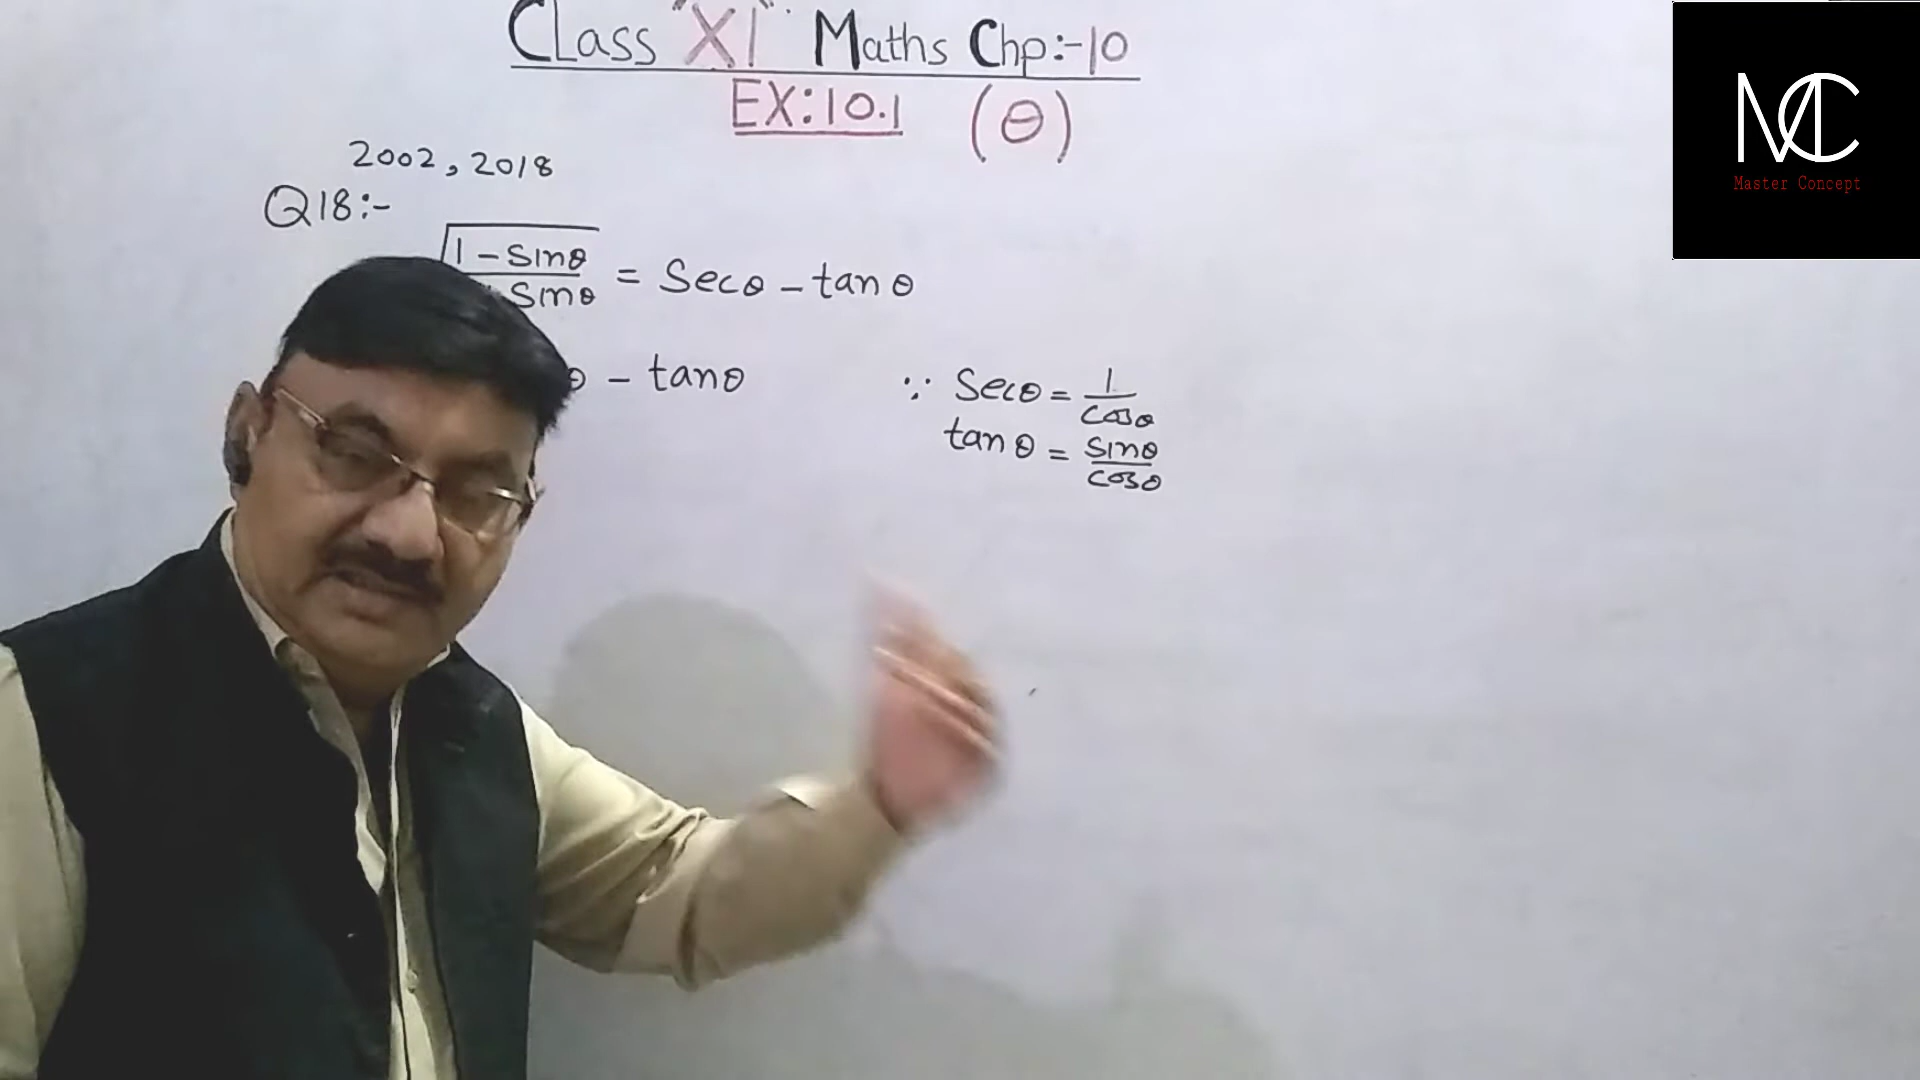 Class "XI" Maths Chp:-10
EX:10.1 (θ)
MC
Master Concept
2002, 2018
Q18:-
√(1 - Sinθ / Sinθ) = Secθ - tanθ
θ - tanθ
∵ Secθ = 1/Cosθ
tanθ = Sinθ/Cosθ